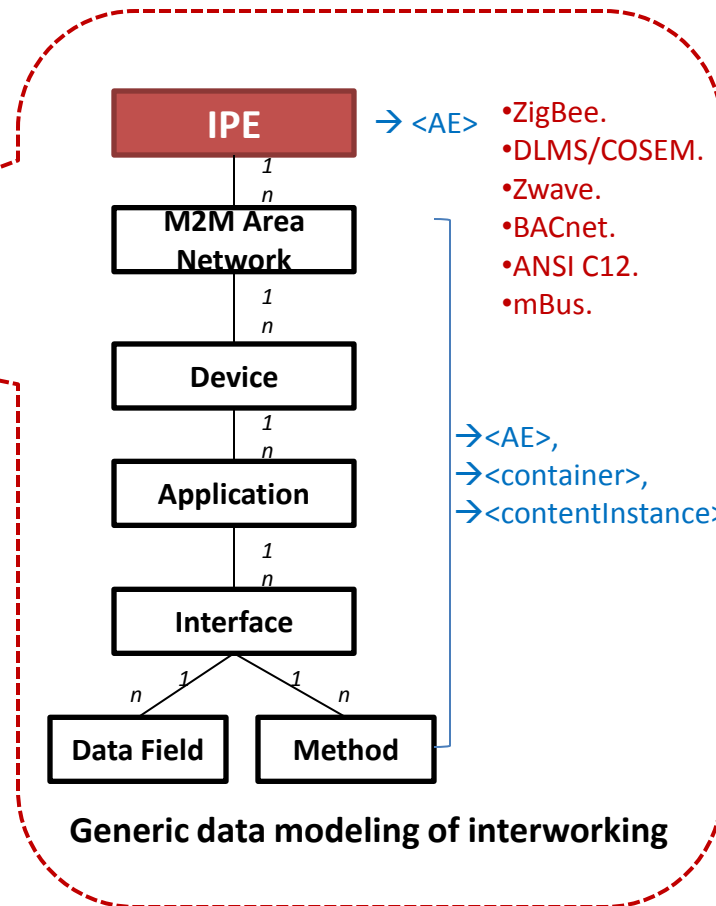 IPE
→ <AE>
•ZigBee.
•DLMS/COSEM.
•Zwave.
•BACnet.
•ANSI C12.
•mBus.
1
n
M2M Area
Network
1
n
Device
1
n
Application
→<AE>,
→<container>,
→<contentInstance>
1
n
Interface
n 1 1 n
Data Field Method
Generic data modeling of interworking